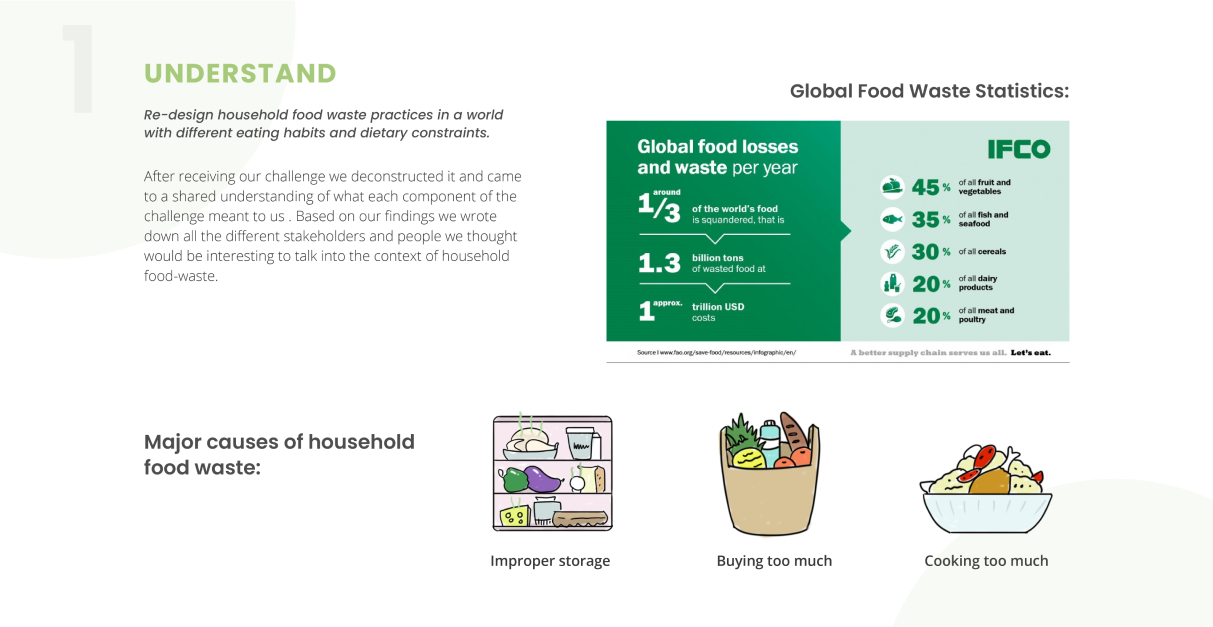 1
UNDERSTAND
Re-design household food waste practices in a world
with different eating habits and dietary constraints.
After receiving our challenge we deconstructed it and came
to a shared understanding of what each component of the
challenge meant to us . Based on our findings we wrote
down all the different stakeholders and people we thought
would be interesting to talk into the context of household
food-waste.
Global Food Waste Statistics:
Global food losses
and waste per year
around
1/3
of the world's food
is squandered, that is
1.3
billion tons
of wasted food at
1 approx.
trillion USD
costs
IFCO
45 %
of all fruit and
vegetables
35 %
of all fish and
seafood
30 %
of all cereals
20 %
of all dairy
products
20 %
of all meat and
poultry
Source I www.fao.org/save-food/resources/infographic/en/
A better supply chain serves us all. Let's eat.
Major causes of household
food waste:
Improper storage
Buying too much
Cooking too much